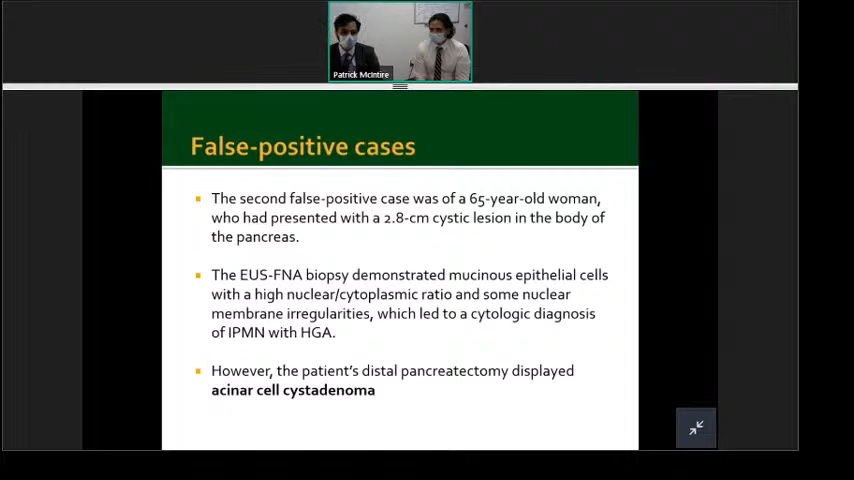 Patrick McIntire
False-positive cases
The second false-positive case was of a 65-year-old woman,
who had presented with a 2.8-cm cystic lesion in the body of
the pancreas.
The EUS-FNA biopsy demonstrated mucinous epithelial cells
with a high nuclear/cytoplasmic ratio and some nuclear
membrane irregularities, which led to a cytologic diagnosis
of IPMN with HGA.
However, the patient's distal pancreatectomy displayed
acinar cell cystadenoma